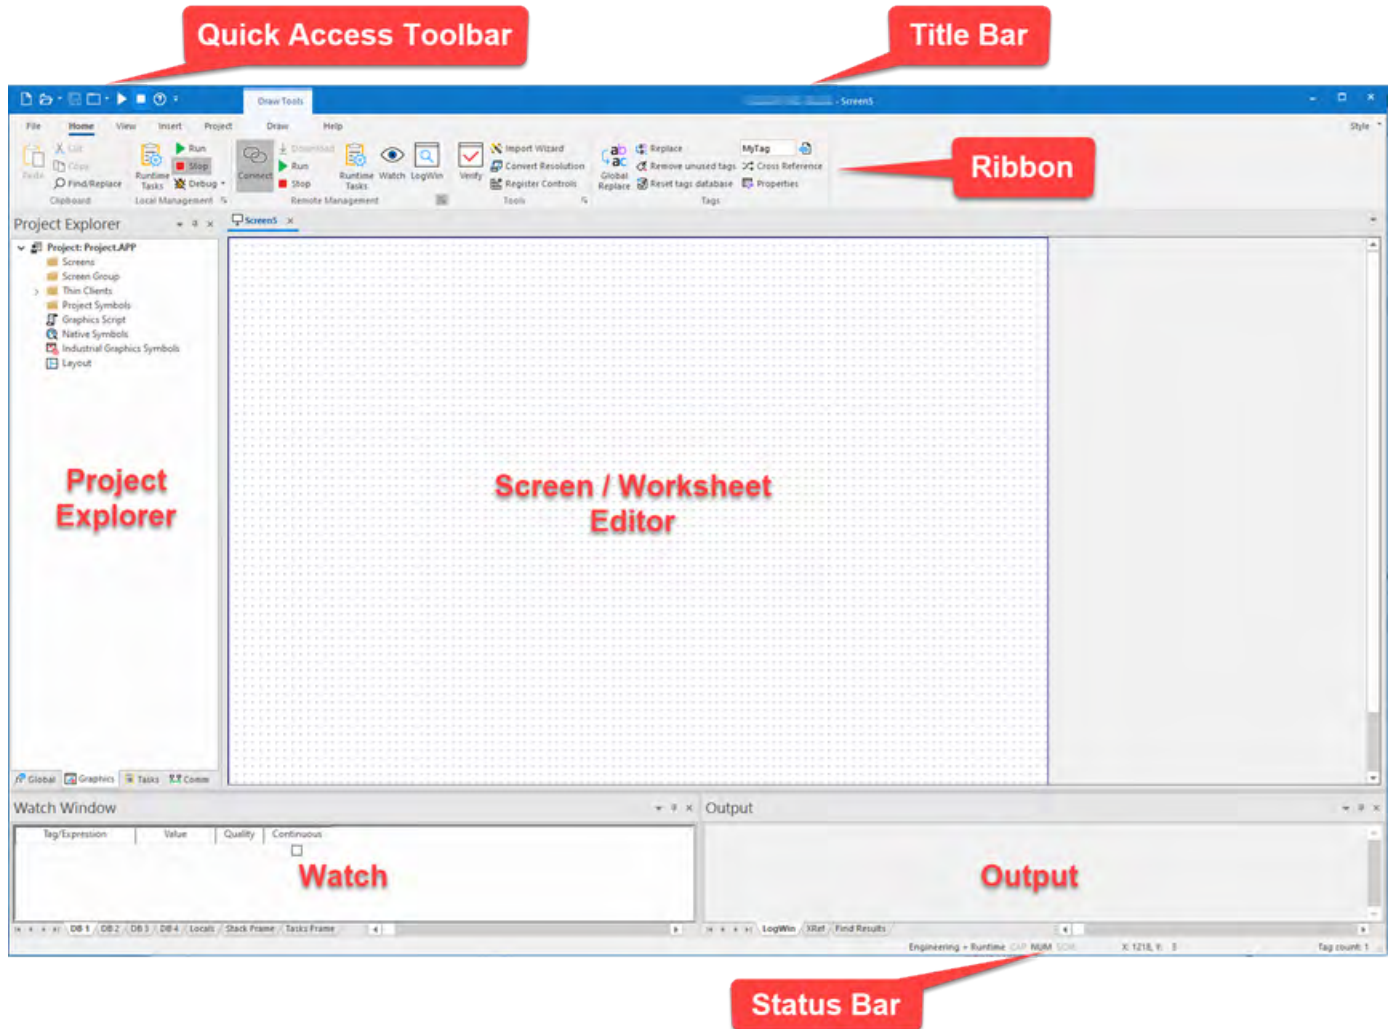 Quick Access Toolbar
Title Bar
Draw Tools
- Screen5
File Home View Insert Project Draw Help Style
Paste
Cut
Copy
Find/Replace
Clipboard
Runtime Tasks
Run
Stop
Debug
Local Management
Connect
Download
Run
Stop
Runtime Tasks
Watch
LogWin
Remote Management
Verify
Import Wizard
Convert Resolution
Register Controls
Tools
Global Replace
Replace
Remove unused tags
Reset tags database
MyTag
Cross Reference
Properties
Tags
Ribbon
Project Explorer
Screen5
Project: Project.APP
Screens
Screen Group
Thin Clients
Project Symbols
Graphics Script
Native Symbols
Industrial Graphics Symbols
Layout
Project
Explorer
Screen / Worksheet
Editor
Global Graphics Tasks Comm
Watch Window
Output
Tag/Expression Value Quality Continuous
Watch
Output
DB 1 DB 2 DB 3 DB 4 Locals Stack Frame Tasks Frame
LogWin XRef Find Results
Engineering + Runtime CAP NUM SCRL X: 1218, Y: 8 Tag count: 1
Status Bar